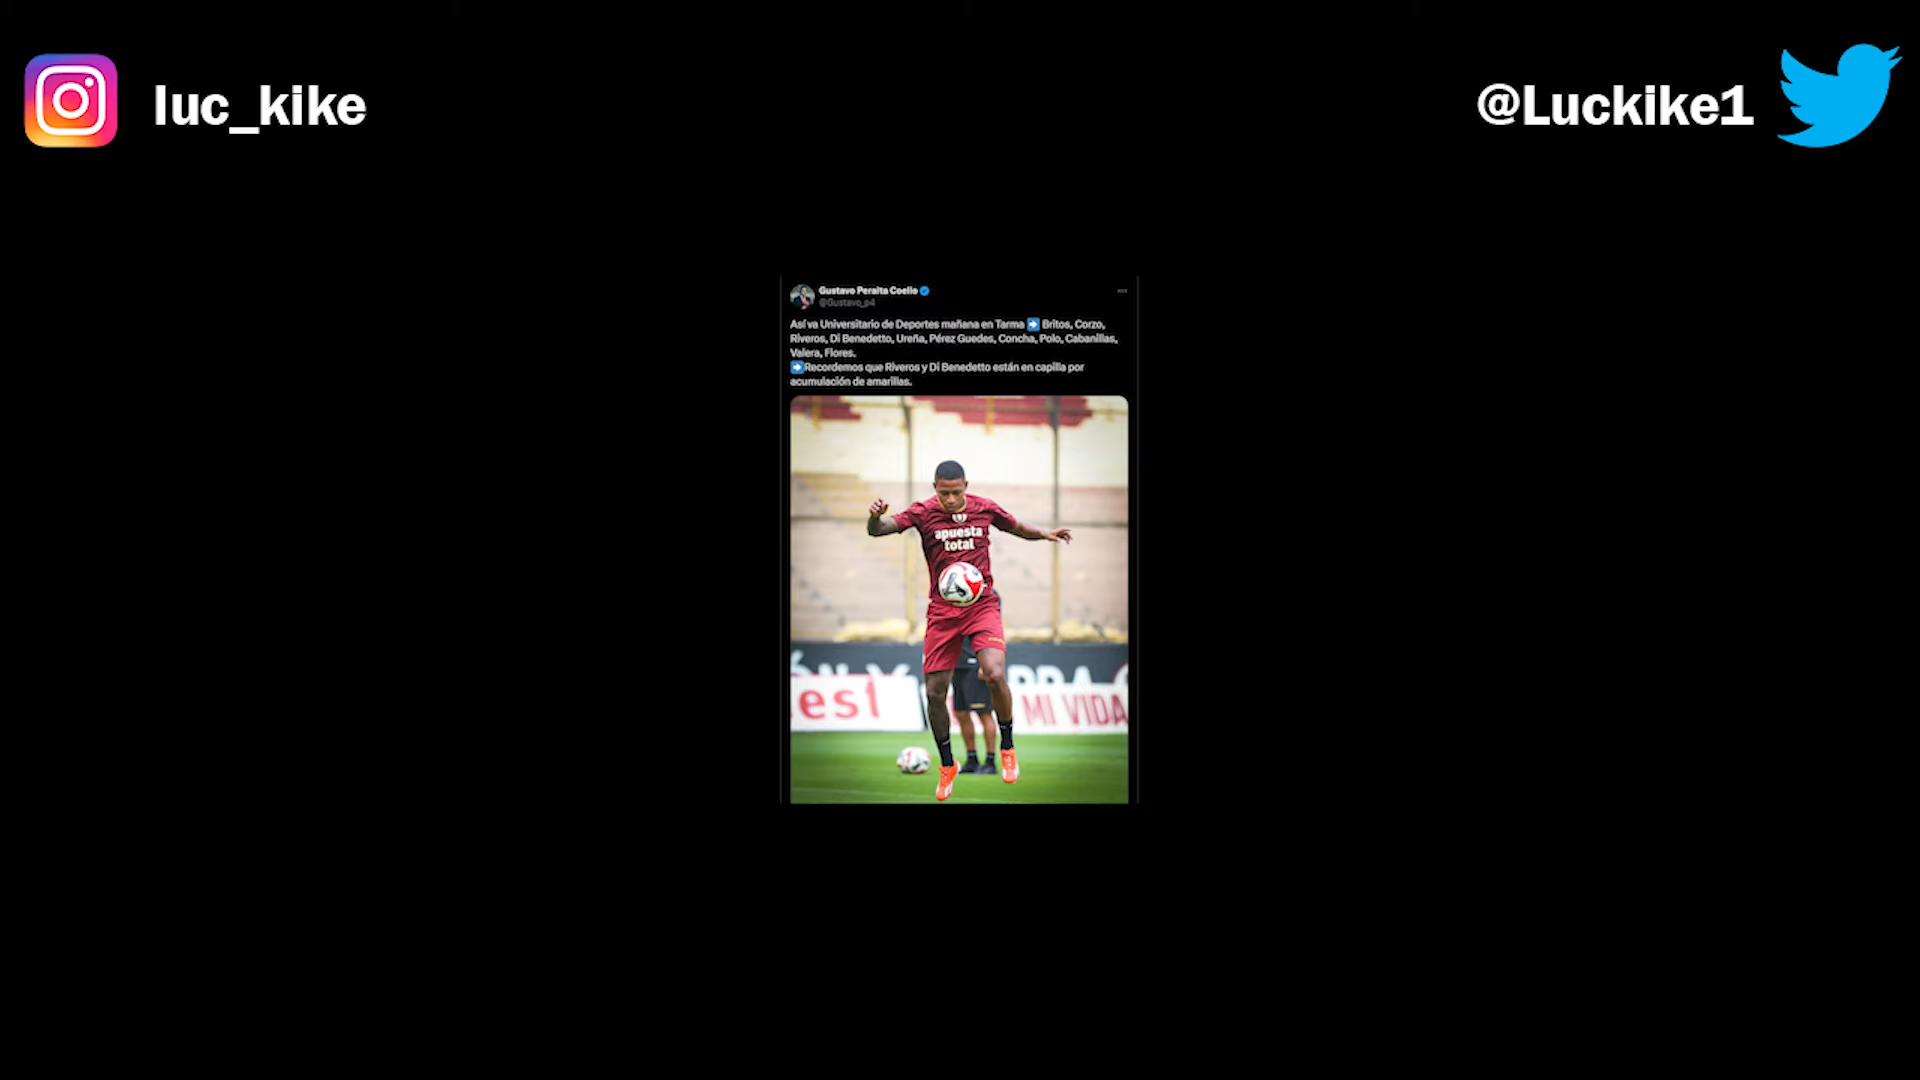 luc_kike
@Luckike1
Gustavo Peralta Coello
@Gustavo_p4
Así va Universitario de Deportes mañana en Tarma ➡ Britos, Corzo,
Riveros, Di Benedetto, Ureña, Pérez Guedes, Concha, Polo, Cabanillas,
Valera, Flores.
➡Recordemos que Riveros y Di Benedetto están en capilla por
acumulación de amarillas.
apuesta
total
MI VIDA